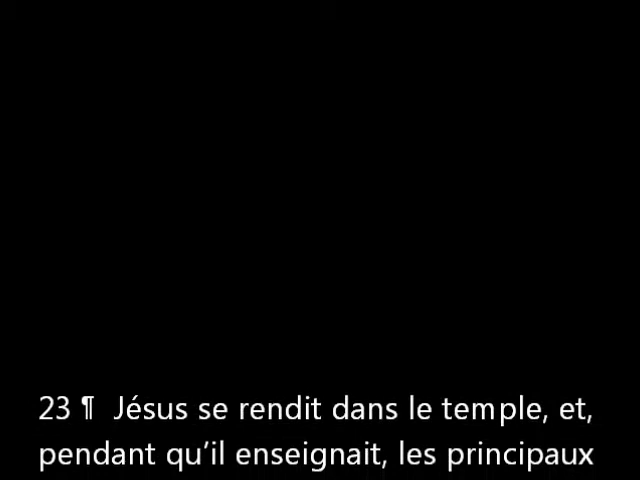 23 ¶ Jésus se rendit dans le temple, et,
pendant qu’il enseignait, les principaux